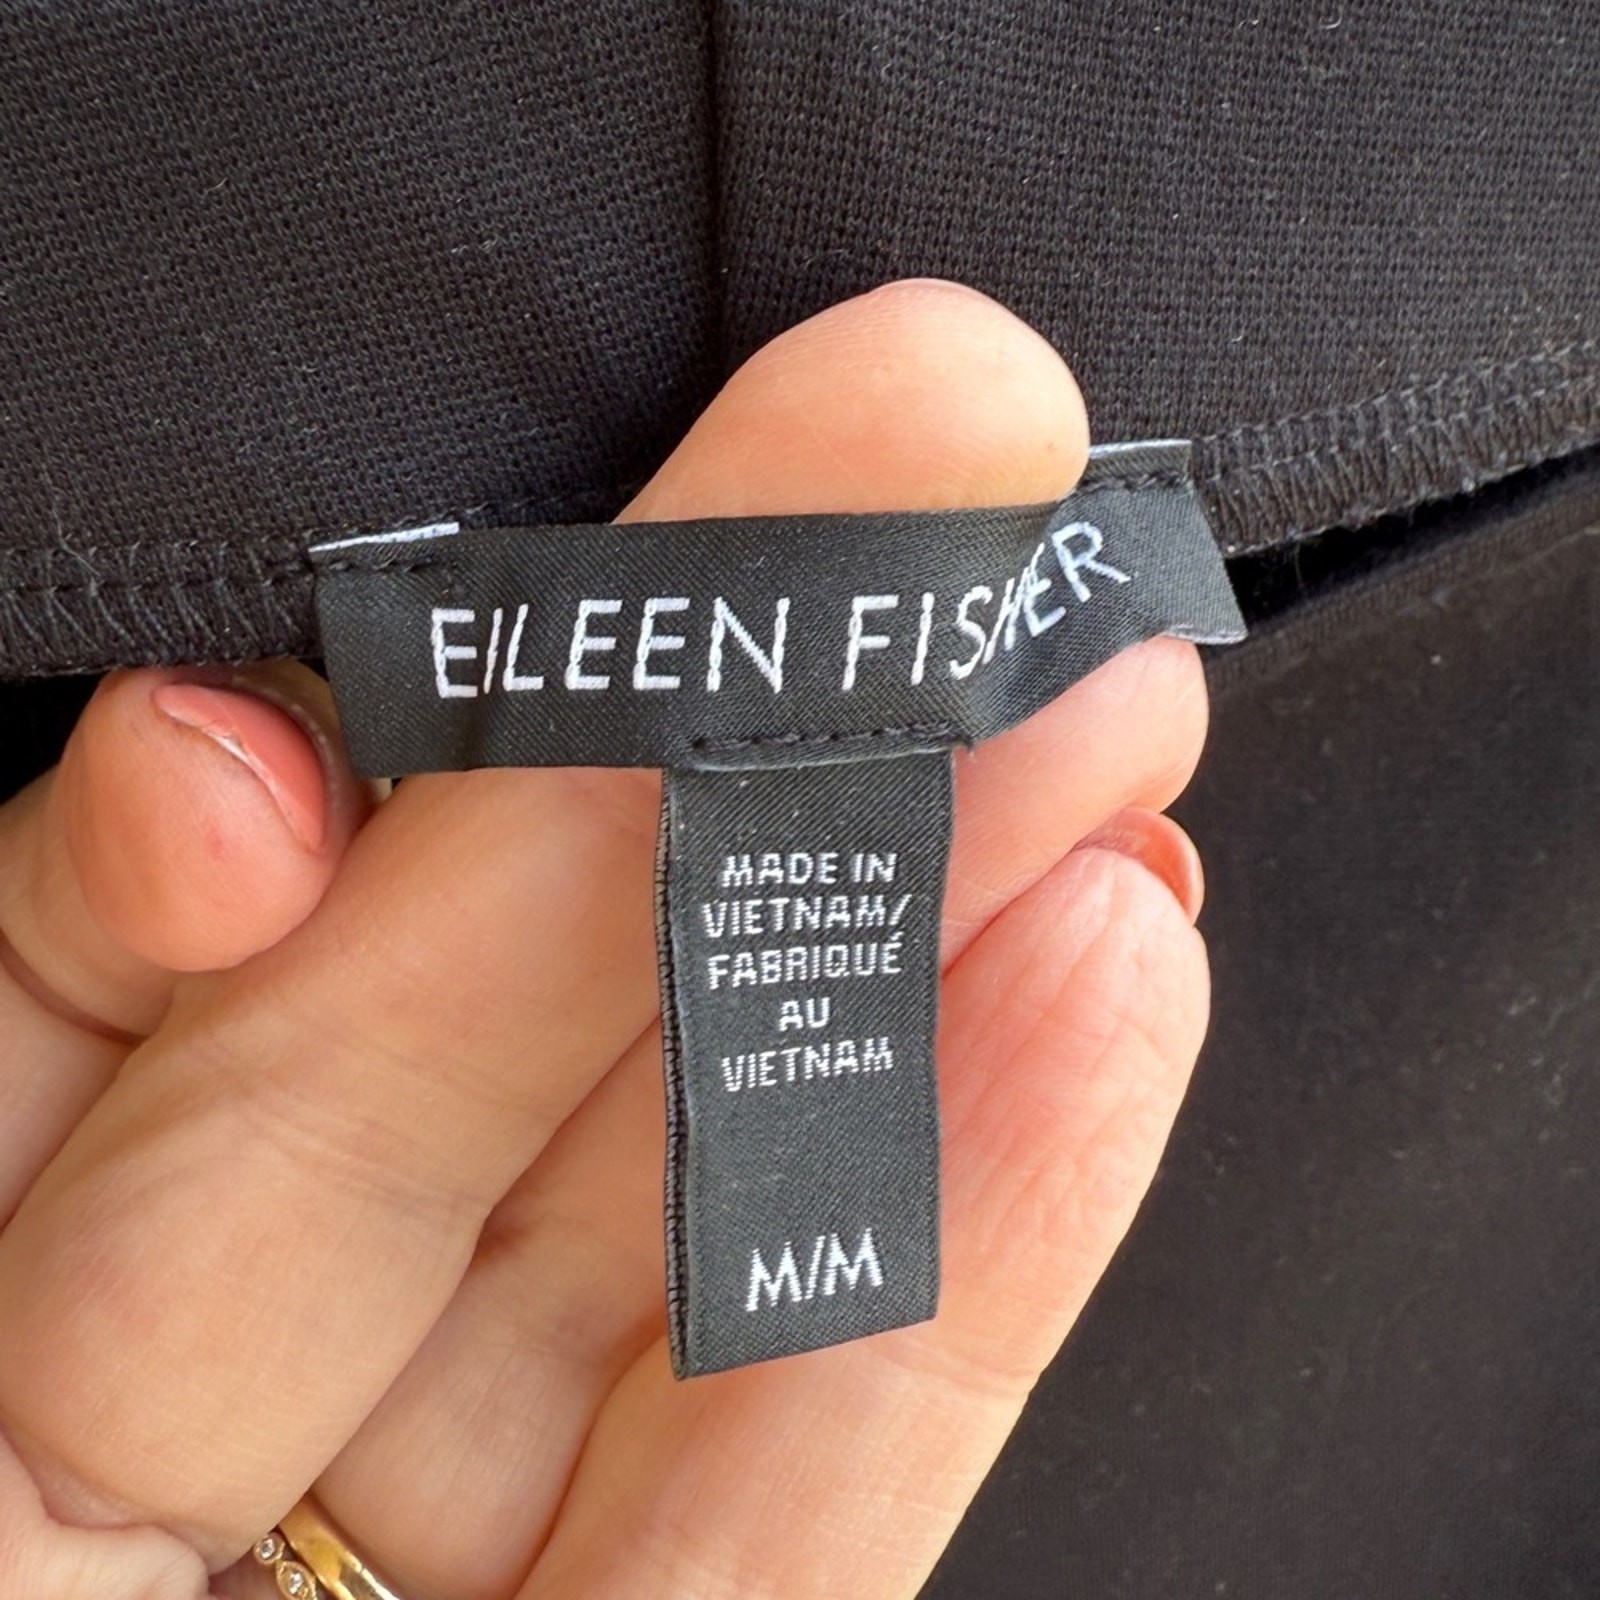 EILEEN FISHER
MADE IN
VIETNAM/
FABRIQUÉ
AU
VIETNAM
M/M